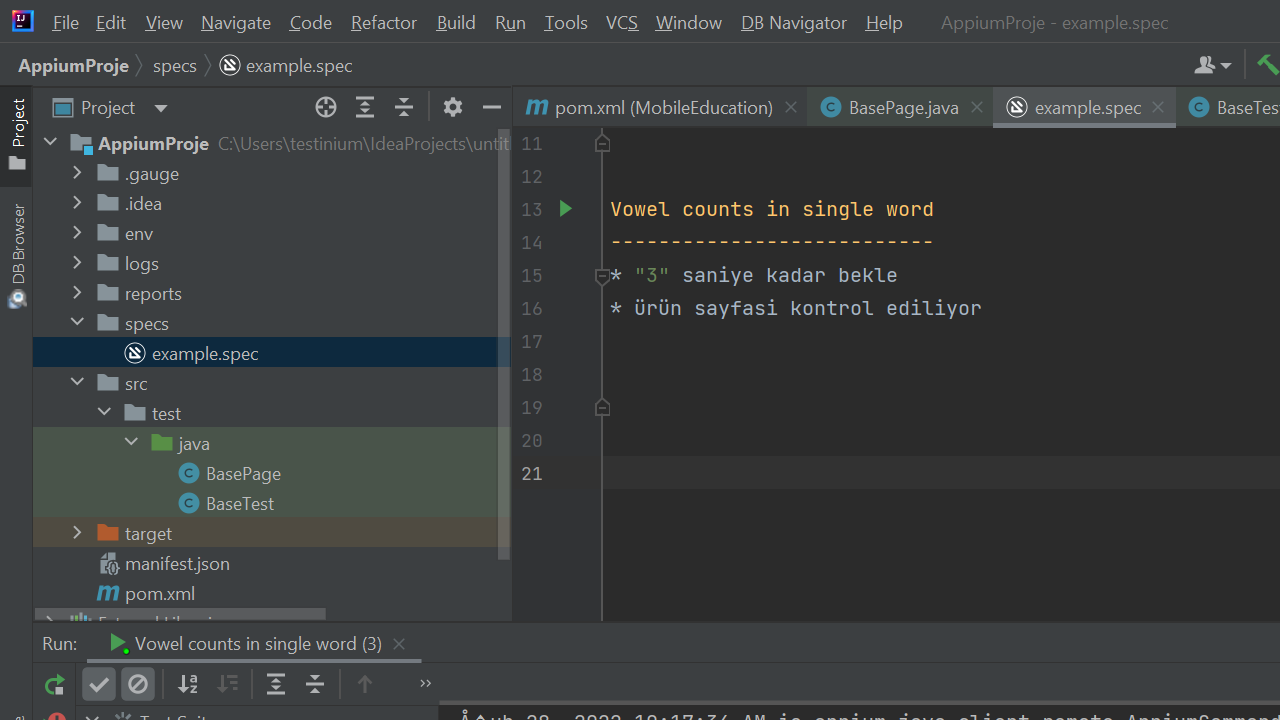 File Edit View Navigate Code Refactor Build Run Tools VCS Window DB Navigator Help AppiumProje - example.spec
AppiumProje specs example.spec
Project
DB Browser
Project
AppiumProje C:\Users\testinium\IdeaProjects\untit
.gauge
.idea
env
logs
reports
specs
example.spec
src
test
java
BasePage
BaseTest
target
manifest.json
pom.xml
pom.xml (MobileEducation) BasePage.java example.spec BaseTest
11
12
13 Vowel counts in single word
14 ---------------------------
15 * "3" saniye kadar bekle
16 * ürün sayfasi kontrol ediliyor
17
18
19
20
21
Run: Vowel counts in single word (3)